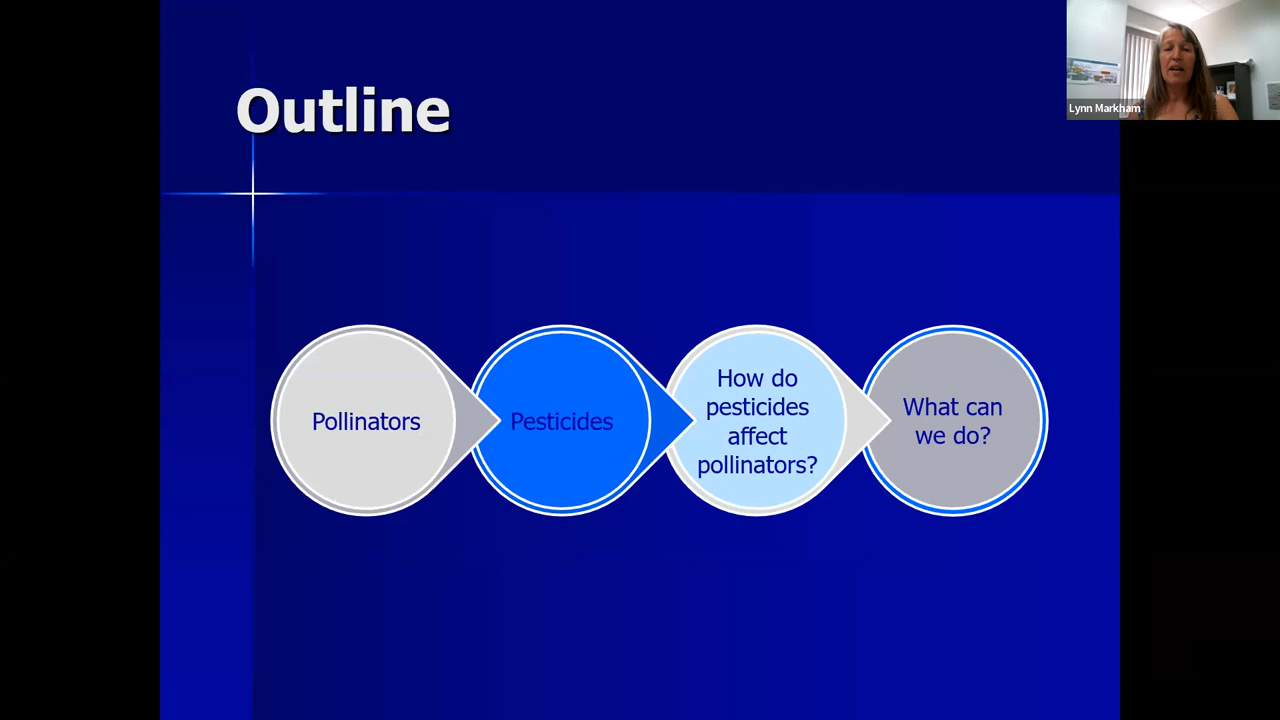 Outline
Lynn Markham
Pollinators
Pesticides
How do
pesticides
affect
pollinators?
What can
we do?